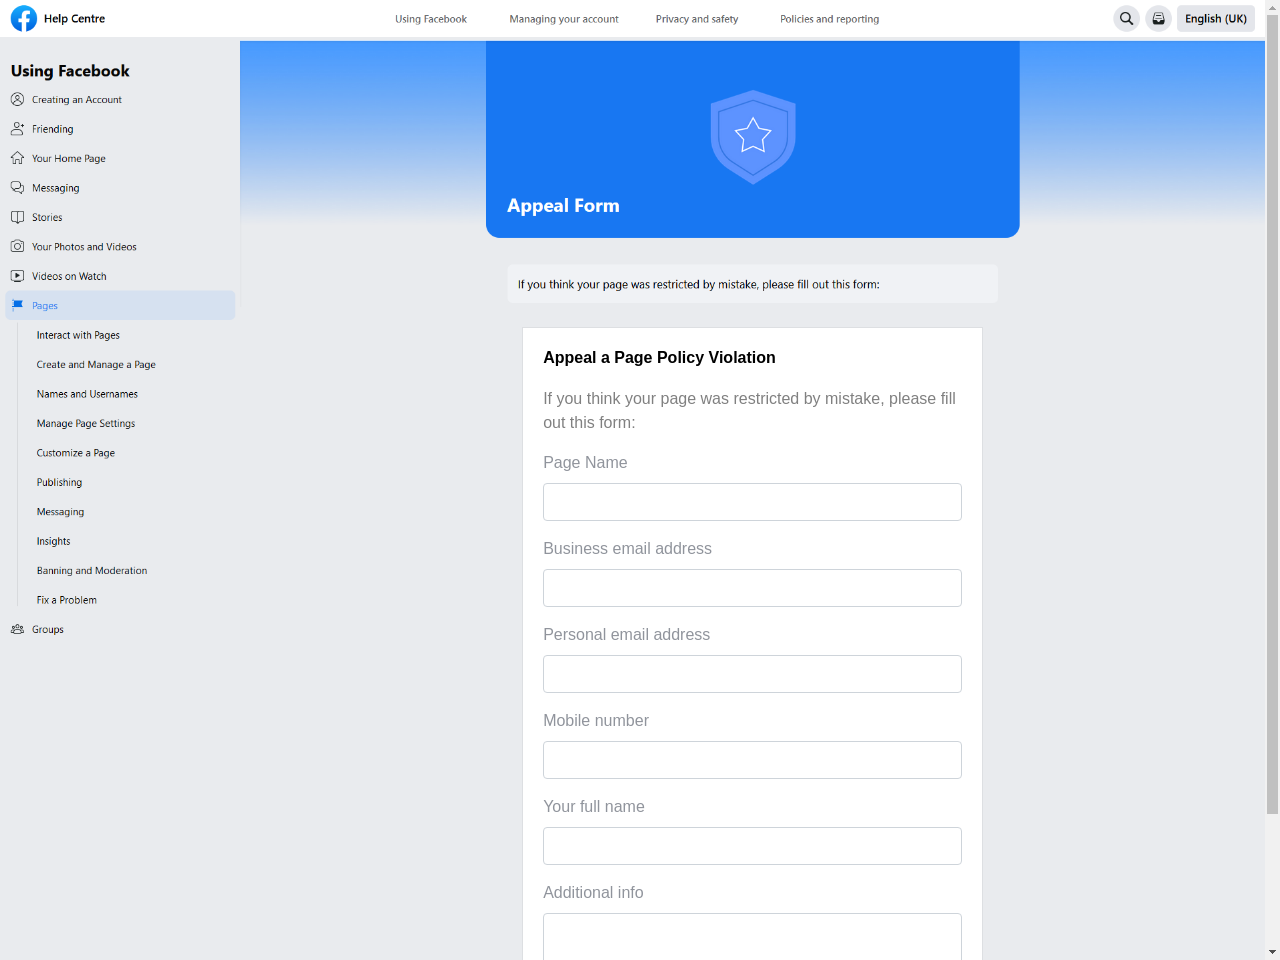 Help Centre
Using Facebook
Managing your account
Privacy and safety
Policies and reporting
English (UK)
Using Facebook
Creating an Account
Friending
Your Home Page
Messaging
Stories
Your Photos and Videos
Videos on Watch
Pages
Interact with Pages
Create and Manage a Page
Names and Usernames
Manage Page Settings
Customize a Page
Publishing
Messaging
Insights
Banning and Moderation
Fix a Problem
Groups
Appeal Form
If you think your page was restricted by mistake, please fill out this form:
Appeal a Page Policy Violation
If you think your page was restricted by mistake, please fill
out this form:
Page Name
Business email address
Personal email address
Mobile number
Your full name
Additional info